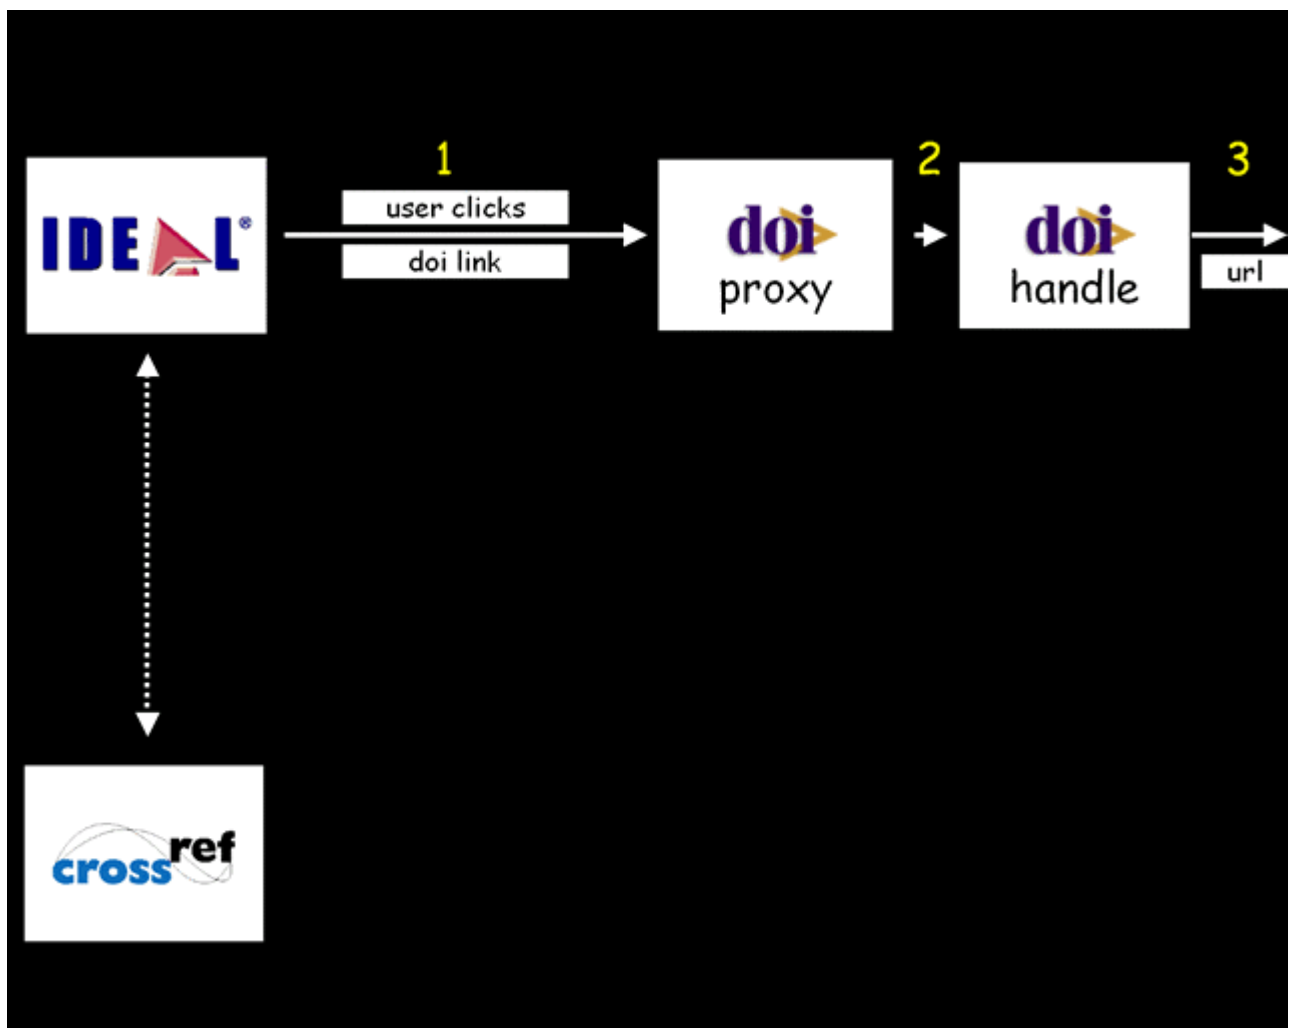 1
2
3
IDEAL®
user clicks
doi link
doi
proxy
doi
handle
url
crossref